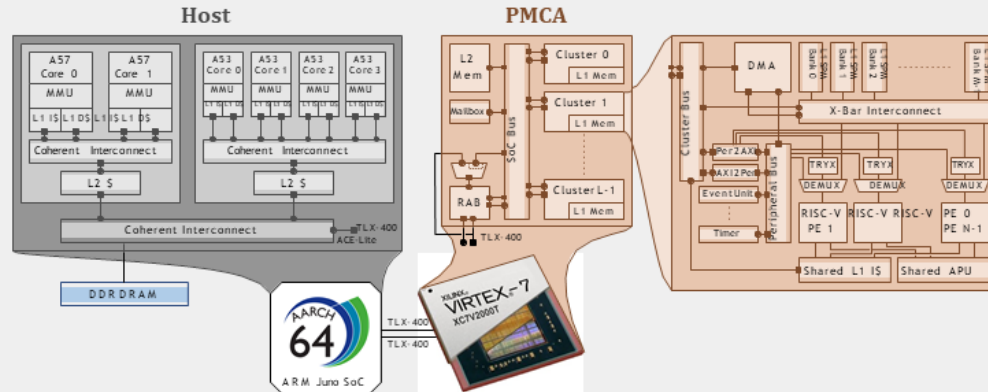 Host
PMCA
A57
Core 0
A57
Core 1
A53
Core 0
A53
Core 1
A53
Core 2
A53
Core 3
MMU
MMU
MMU
MMU
MMU
MMU
L1 I$ L1 D$ L1 I$ L1 D$
Coherent Interconnect
Coherent Interconnect
L2 $
L2 $
Coherent Interconnect
TLX-400
ACE-Lite
DDR DRAM
AARCH
64
ARM Juno SoC
TLX-400
TLX-400
L2
Mem
Mailbox
RAB
SoC Bus
TLX-400
Cluster 0
L1 Mem
Cluster 1
L1 Mem
Cluster L-1
L1 Mem
XILINX
VIRTEX®-7
XC7V2000T
Cluster Bus
DMA
L1 SPM
Bank 0
L1 SPM
Bank 1
L1 SPM
Bank 2
X-Bar Interconnect
Per2AXI
AXI2Per
Event Unit
Timer
Peripheral Bus
TRYX
TRYX
TRYX
DEMUX
DEMUX
DEMUX
RISC-V RISC-V RISC-V
PE 1
PE 0
PE N-1
Shared L1 I$
Shared APU